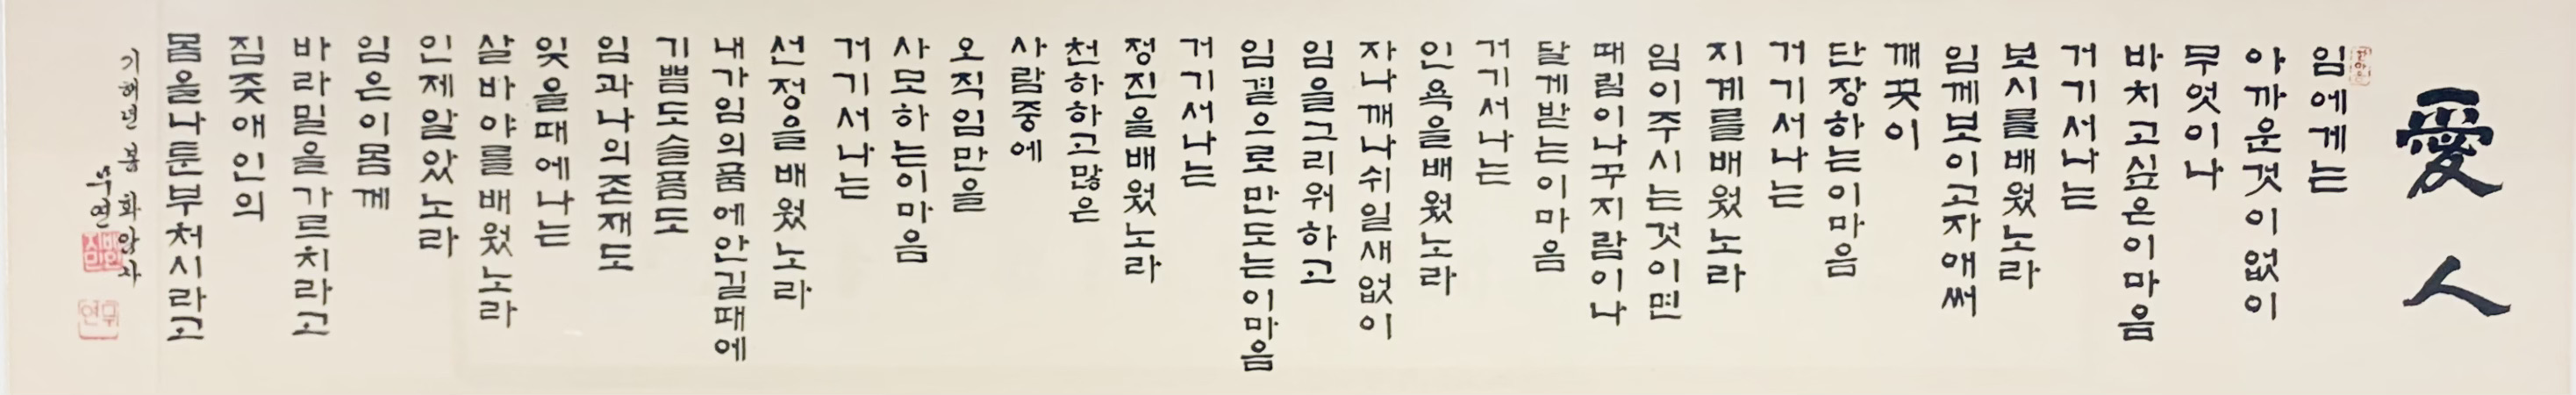 愛人
임에게는
아까운것이없이
무엇이나
바치고싶은이마음
거기서나는
보시를배웠노라
임께보이고자애써
깨끗이
단장하는이마음
거기서나는
지계를배웠노라
임이주시는것이면
때림이나꾸지람이나
달게받는이마음
거기서나는
인욕을배웠노라
자나깨나쉬일새없이
임을그리워하고
임곁으로만도는이마음
거기서나는
정진을배웠노라
천하하고많은
사람중에
오직임만을
사모하는이마음
거기서나는
선정을배웠노라
내가임의품에안길때에
기쁨도슬픔도
임과나의존재도
잊을때에나는
살바야를배웠노라
인제알았노라
임은이몸께
바라밀을가르치라고
짐즛애인의
몸을나툰부처시라고
기해년 봄
무연
무연